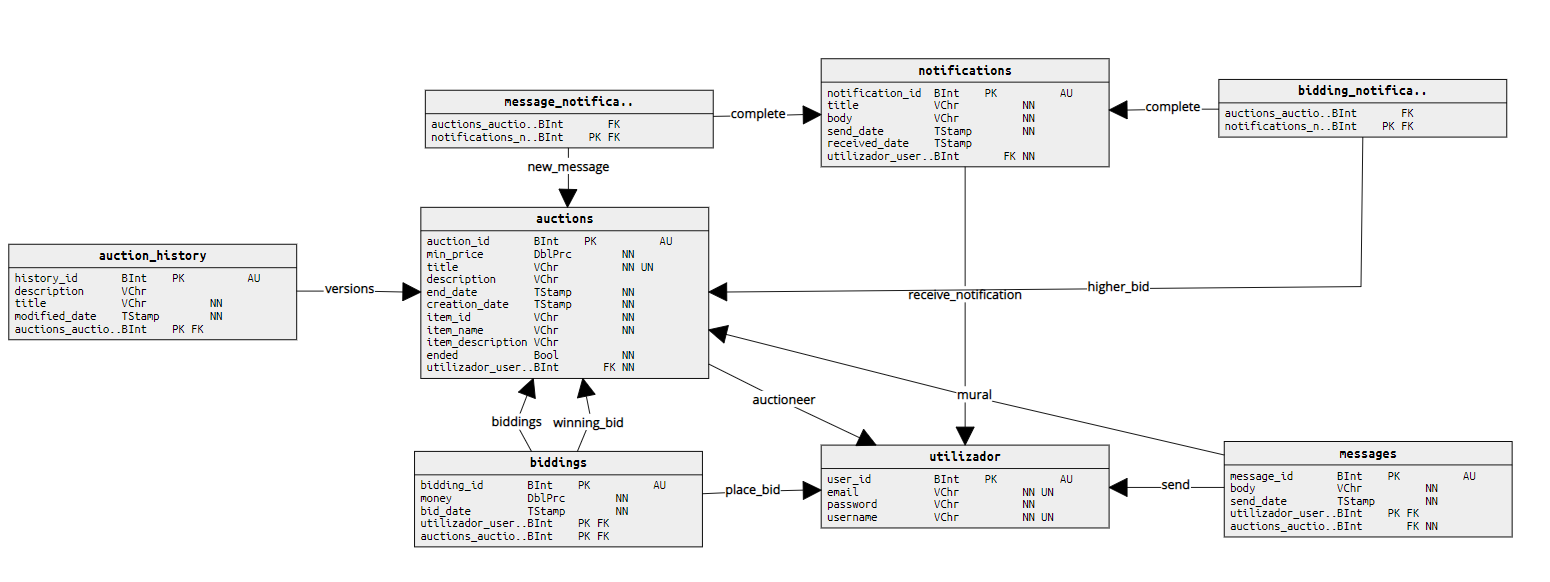 notifications
notification_id BInt PK AU
title VChr NN
body VChr NN
send_date TStamp NN
received_date TStamp
utilizador_user..BInt FK NN
message_notifica..
auctions_auctio..BInt FK
notifications_n..BInt PK FK
complete
bidding_notifica..
auctions_auctio..BInt FK
notifications_n..BInt PK FK
complete
new_message
auctions
auction_id BInt PK AU
min_price DblPrc NN
title VChr NN UN
description VChr
end_date TStamp NN
creation_date TStamp NN
item_id VChr NN
item_name VChr NN
item_description VChr
ended Bool NN
utilizador_user..BInt FK NN
auction_history
history_id BInt PK AU
description VChr
title VChr NN
modified_date TStamp NN
auctions_auctio..BInt PK FK
versions
receive_notification
higher_bid
auctioneer
mural
biddings
winning_bid
biddings
bidding_id BInt PK AU
money DblPrc NN
bid_date TStamp NN
utilizador_user..BInt PK FK
auctions_auctio..BInt PK FK
place_bid
utilizador
user_id BInt PK AU
email VChr NN UN
password VChr NN
username VChr NN UN
send
messages
message_id BInt PK AU
body VChr NN
send_date TStamp NN
utilizador_user..BInt PK FK
auctions_auctio..BInt FK NN